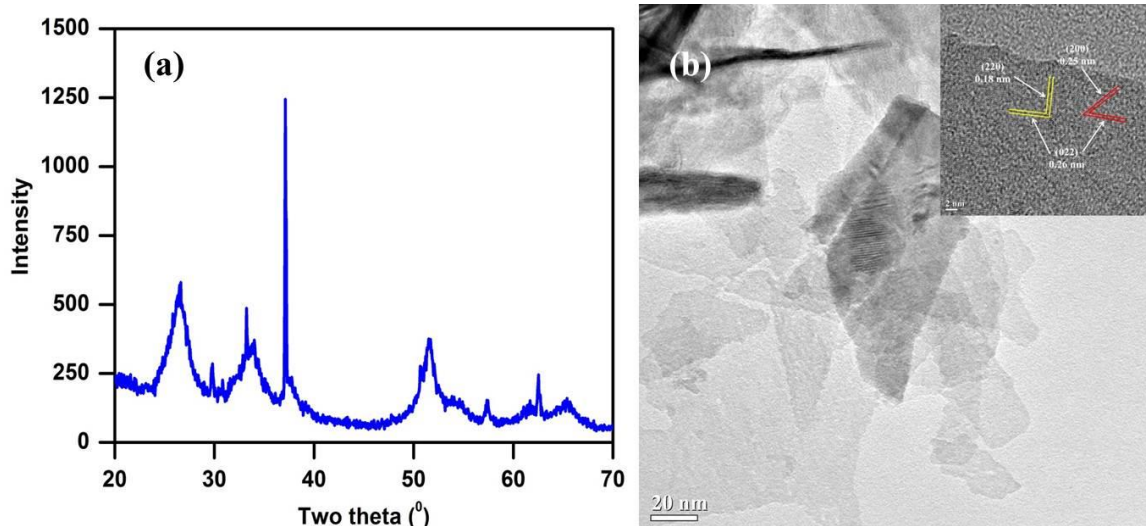 (a)
1500
1250
1000
750
500
250
0
20 30 40 50 60 70
Intensity
Two theta (⁰)
(b)
(220)
0.18 nm
(200)
0.25 nm
(022)
0.26 nm
2 nm
20 nm